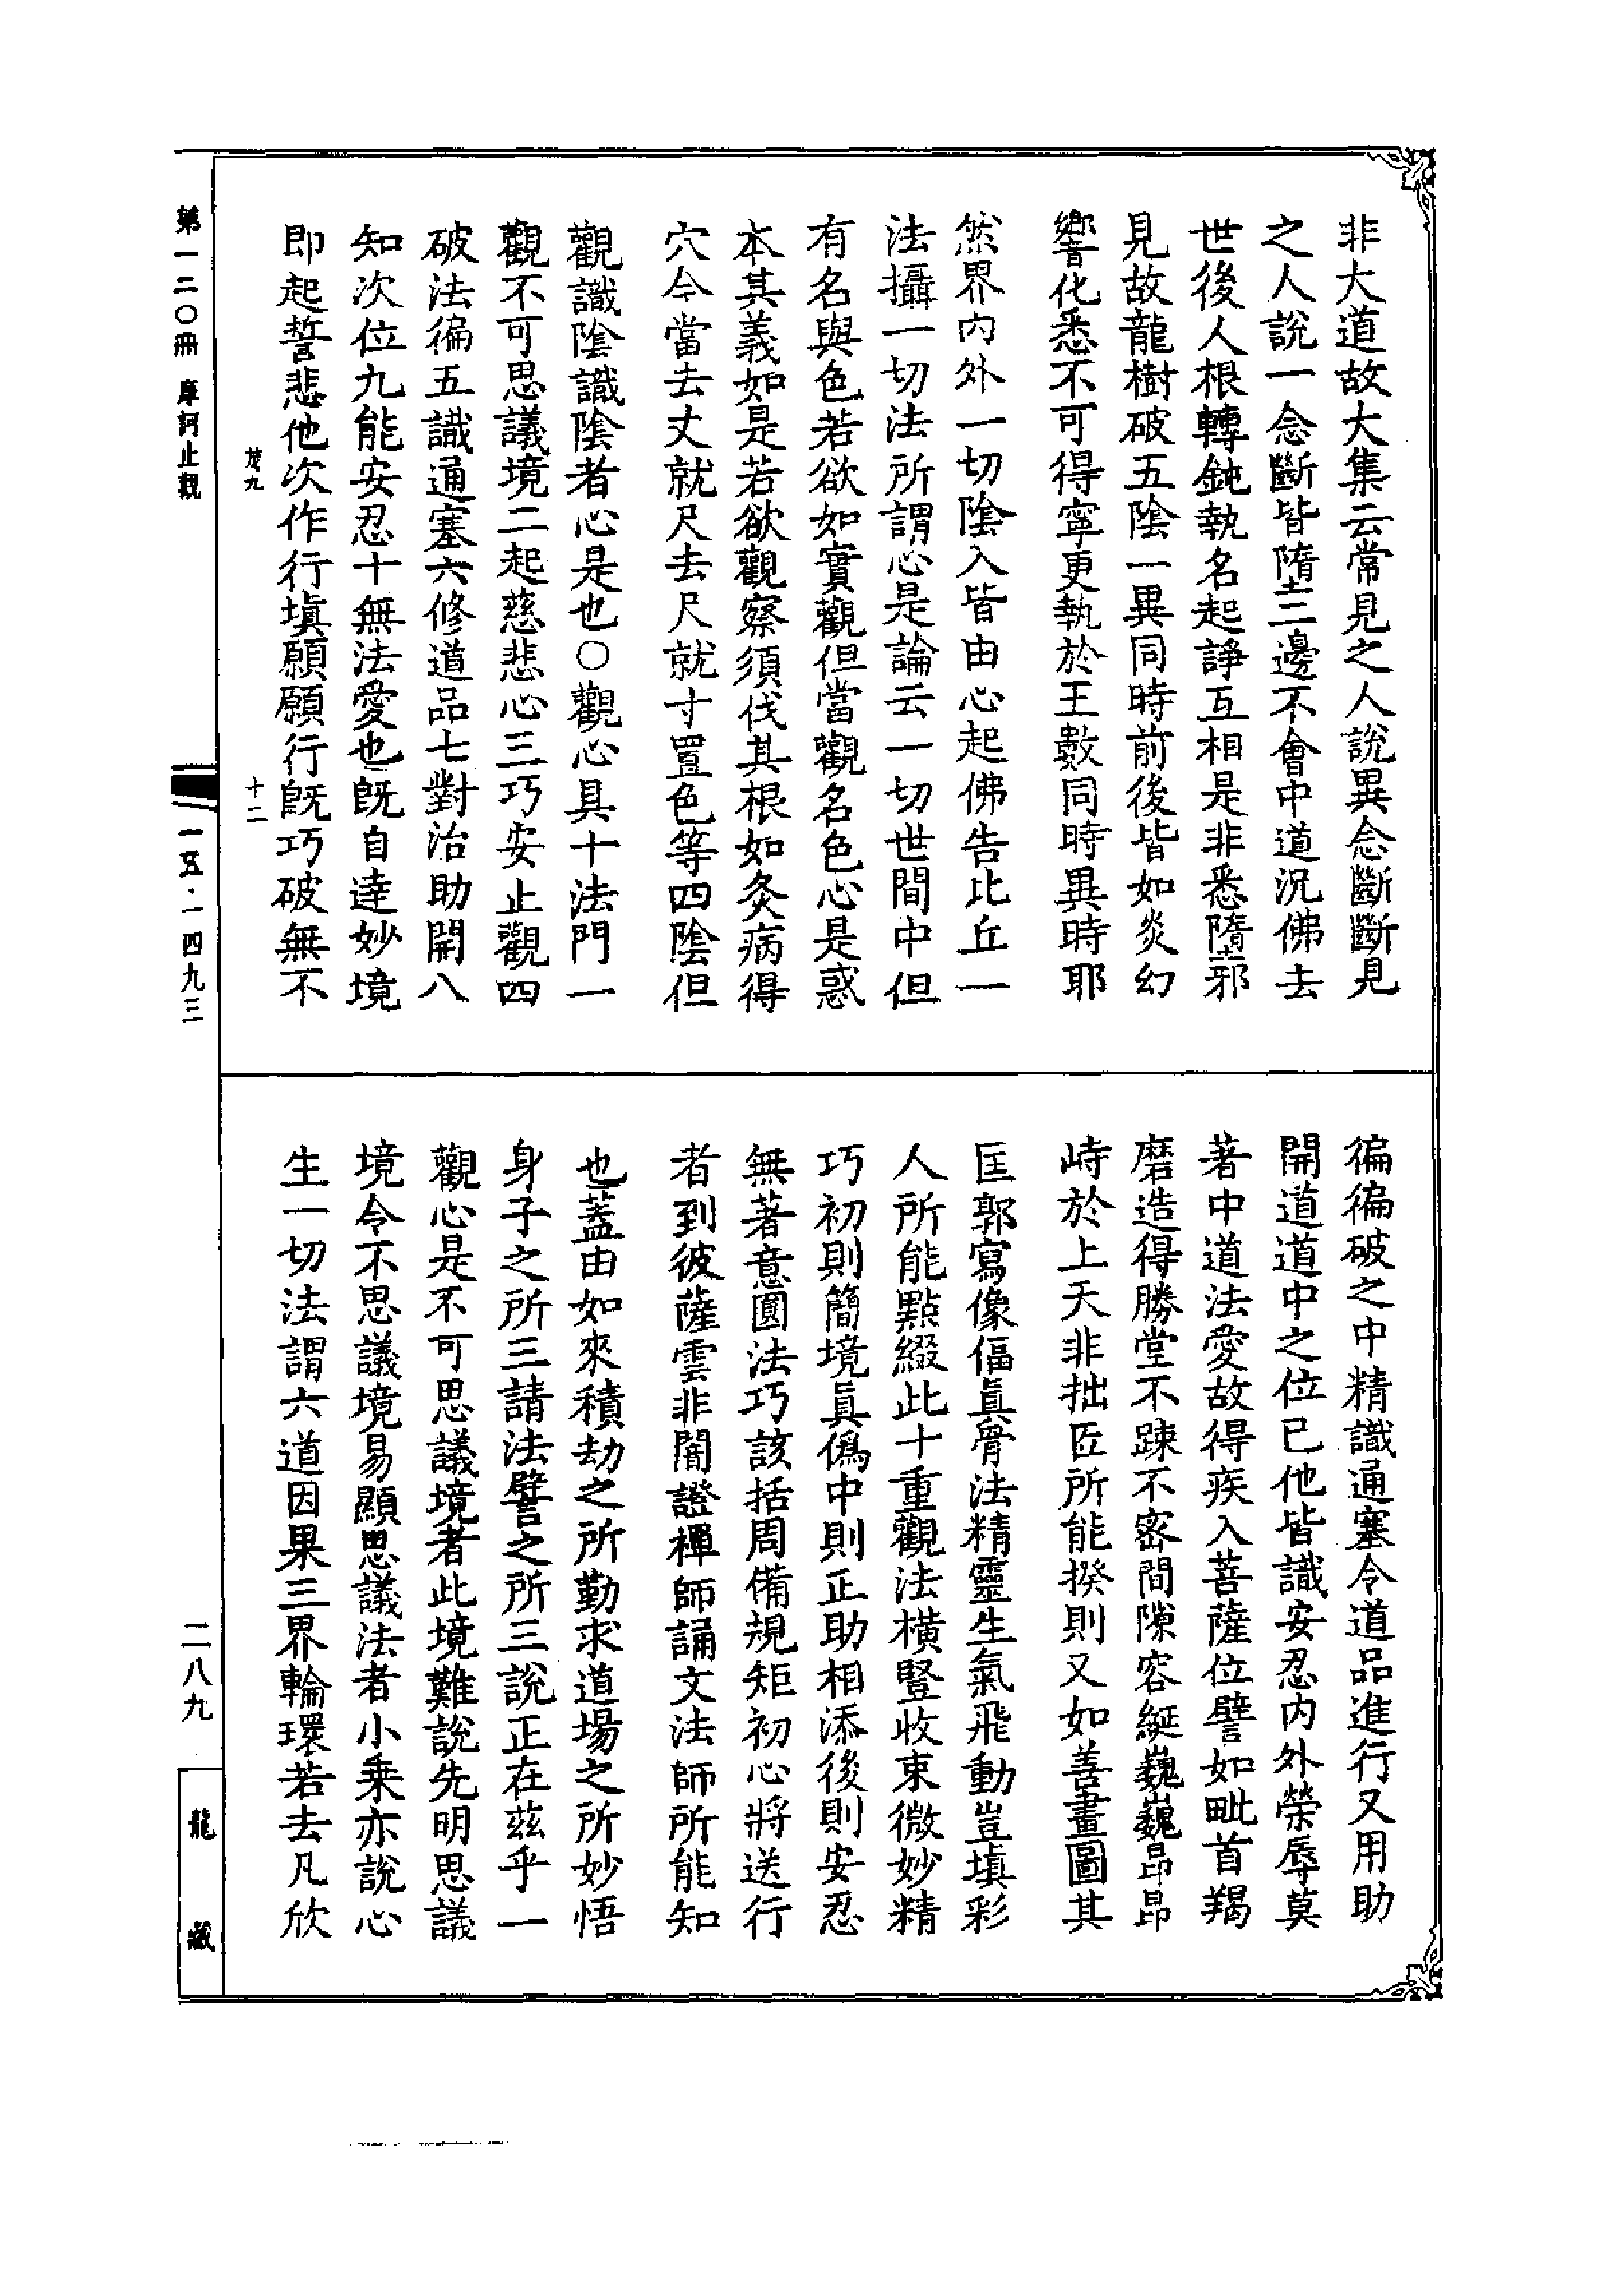 非大道故大集云常見之人說異念斷斷見
之人說一念斷皆墮二邊不會中道況佛去
世後人根轉鈍執名起諍互相是非悉墮邪
見故龍樹破五陰一異同時前後皆如炎幻
響化悉不可得寧更執於王數同時異時耶
然界內外一切陰入皆由心起佛告比丘一
法攝一切法所謂心是論云一切世間中但
有名與色若欲如實觀但當觀名色心是惑
本其義如是若欲觀察須伐其根如灸病得
穴今當去丈就尺去尺就寸置色等四陰但
觀識陰識陰者心是也○觀心具十法門一
觀不可思議境二起慈悲心三巧安止觀四
破法徧五識通塞六修道品七對治助開八
知次位九能安忍十無法愛也旣自達妙境
即起誓悲他次作行塡願願行旣巧破無不
徧徧破之中精識通塞令道品進行又用助
開道道中之位己他皆識安忍內外榮辱莫
著中道法愛故得疾入菩薩位譬如毗首羯
磨造得勝堂不踈不密間隙容綖巍巍昂昂
峙於上天非拙匠所能揆則又如善畫圖其
匡郭寫像偪眞骨法精靈生氣飛動豈塡彩
人所能點綴此十重觀法橫豎收束微妙精
巧初則簡境眞僞中則正助相添後則安忍
無著意圓法巧該括周備規矩初心將送行
者到彼薩雲非闇證禪師誦文法師所能知
也蓋由如來積劫之所勤求道場之所妙悟
身子之所三請法譬之所三說正在茲乎一
觀心是不可思議境者此境難說先明思議
境令不思議境易顯思議法者小乘亦說心
生一切法謂六道因果三界輪環若去凡欣
茂九
十二
第一二〇冊 摩訶止觀
一五·一四九三
二八九
龍藏